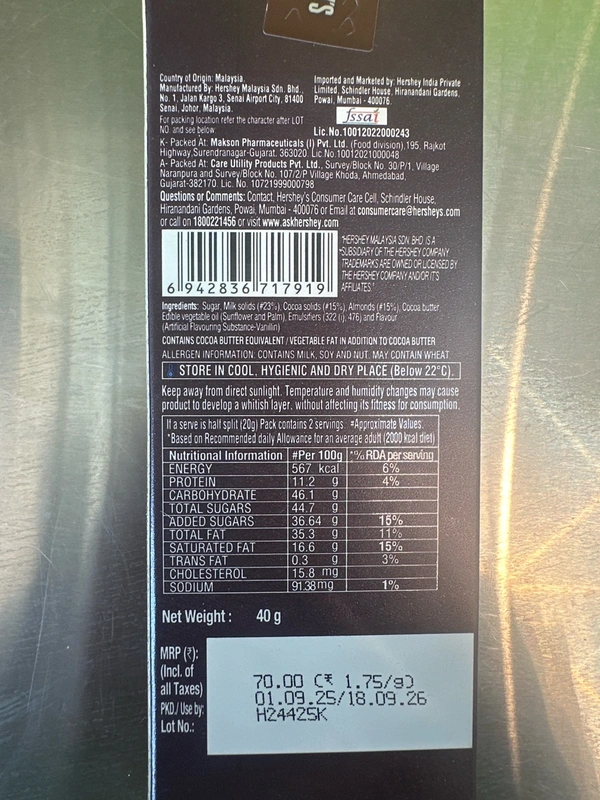 Country of Origin: Malaysia.
Manufactured By: Hershey Malaysia Sdn. Bhd.,
No. 1, Jalan Kargo 3, Senai Airport City, 81400
Senai, Johor, Malaysia.
For packing location refer the character after LOT
NO. and see below:
Imported and Marketed by: Hershey India Private
Limited, Schindler House, Hiranandani Gardens,
Powai, Mumbai - 400076.
fssai
Lic.No.10012022000243
K- Packed At: Makson Pharmaceuticals (I) Pvt. Ltd. (Food division),195, Rajkot
Highway,Surendranagar-Gujarat. 363020. Lic.No.10012021000048
A- Packed At: Care Utility Products Pvt. Ltd., Survey/Block No. 30/P/1, Village
Naranpura and Survey/Block No. 107/2/P Village Khoda, Ahmedabad,
Gujarat-382170. Lic. No. 10721999000798
Questions or Comments: Contact, Hershey's Consumer Care Cell, Schindler House,
Hiranandani Gardens, Powai, Mumbai - 400076 or Email at consumercare@hersheys.com
or call on 1800221456 or visit www.askhershey.com
6 942836 717919
"HERSHEY MALAYSIA SDN. BHD. IS A
SUBSIDIARY OF THE HERSHEY COMPANY
TRADEMARKS ARE OWNED OR LICENSED BY
THE HERSHEY COMPANY AND/OR IT'S
AFFILIATES."
Ingredients: Sugar, Milk solids (#23%), Cocoa solids (#15%), Almonds (#15%), Cocoa butter,
Edible vegetable oil (Sunflower and Palm), Emulsifiers (322 (i), 476) and Flavour
(Artificial Flavouring Substance-Vanillin)
CONTAINS COCOA BUTTER EQUIVALENT / VEGETABLE FAT IN ADDITION TO COCOA BUTTER
ALLERGEN INFORMATION: CONTAINS MILK, SOY AND NUT. MAY CONTAIN WHEAT
STORE IN COOL, HYGIENIC AND DRY PLACE (Below 22°C).
Keep away from direct sunlight. Temperature and humidity changes may cause
product to develop a whitish layer, without affecting its fitness for consumption.
If a serve is half split (20g) Pack contains 2 servings. #Approximate Values.
*Based on Recommended daily Allowance for an average adult (2000 kcal diet)
Nutritional Information #Per 100g *%RDA per serving
ENERGY 567 kcal 6%
PROTEIN 11.2 g 4%
CARBOHYDRATE 46.1 g
TOTAL SUGARS 44.7 g
ADDED SUGARS 36.64 g 15%
TOTAL FAT 35.3 g 11%
SATURATED FAT 16.6 g 15%
TRANS FAT 0.3 g 3%
CHOLESTEROL 15.8 mg
SODIUM 91.38mg 1%
Net Weight : 40 g
MRP (₹):
(Incl. of
all Taxes)
PKD./ Use by:
Lot No.:
70.00 (₹ 1.75/g)
01.09.25/18.09.26
H24425K